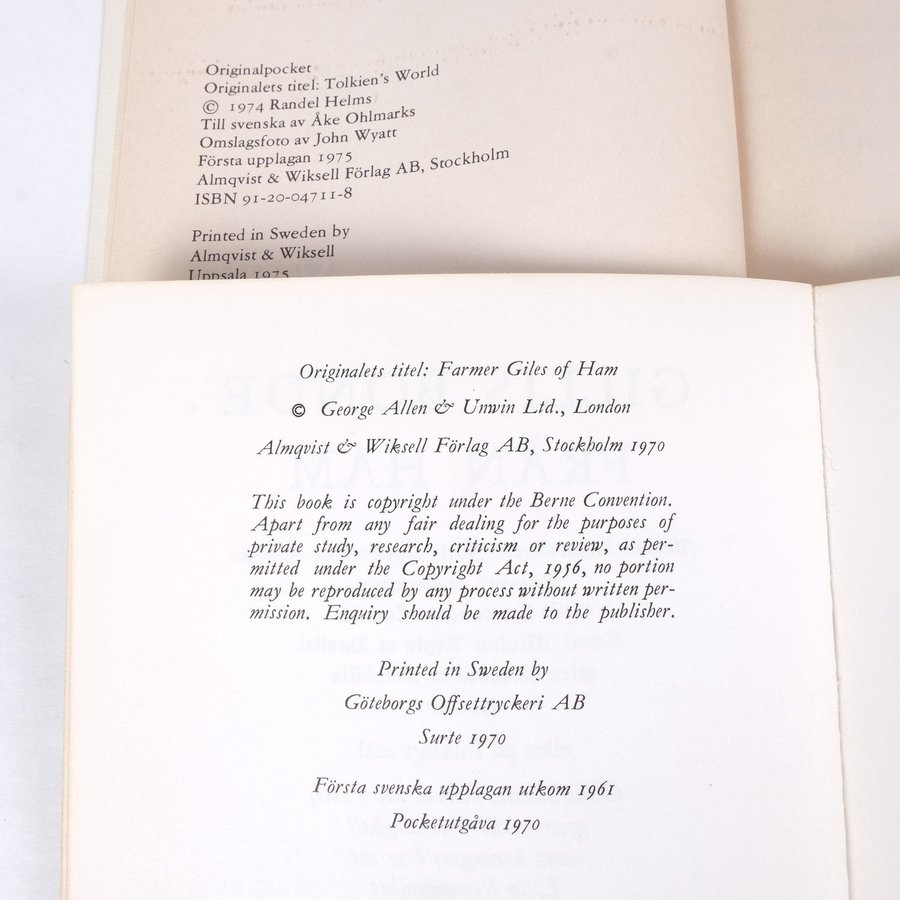 Originalpocket
Originalets titel: Tolkien's World
© 1974 Randel Helms
Till svenska av Åke Ohlmarks
Omslagsfoto av John Wyatt
Första upplagan 1975
Almqvist & Wiksell Förlag AB, Stockholm
ISBN 91-20-04711-8
Printed in Sweden by
Almqvist & Wiksell
Uppsala 1975
Originalets titel: Farmer Giles of Ham
© George Allen & Unwin Ltd., London
Almqvist & Wiksell Förlag AB, Stockholm 1970
This book is copyright under the Berne Convention.
Apart from any fair dealing for the purposes of
private study, research, criticism or review, as per-
mitted under the Copyright Act, 1956, no portion
may be reproduced by any process without written per-
mission. Enquiry should be made to the publisher.
Printed in Sweden by
Göteborgs Offsettryckeri AB
Surte 1970
Första svenska upplagan utkom 1961
Pocketutgåva 1970